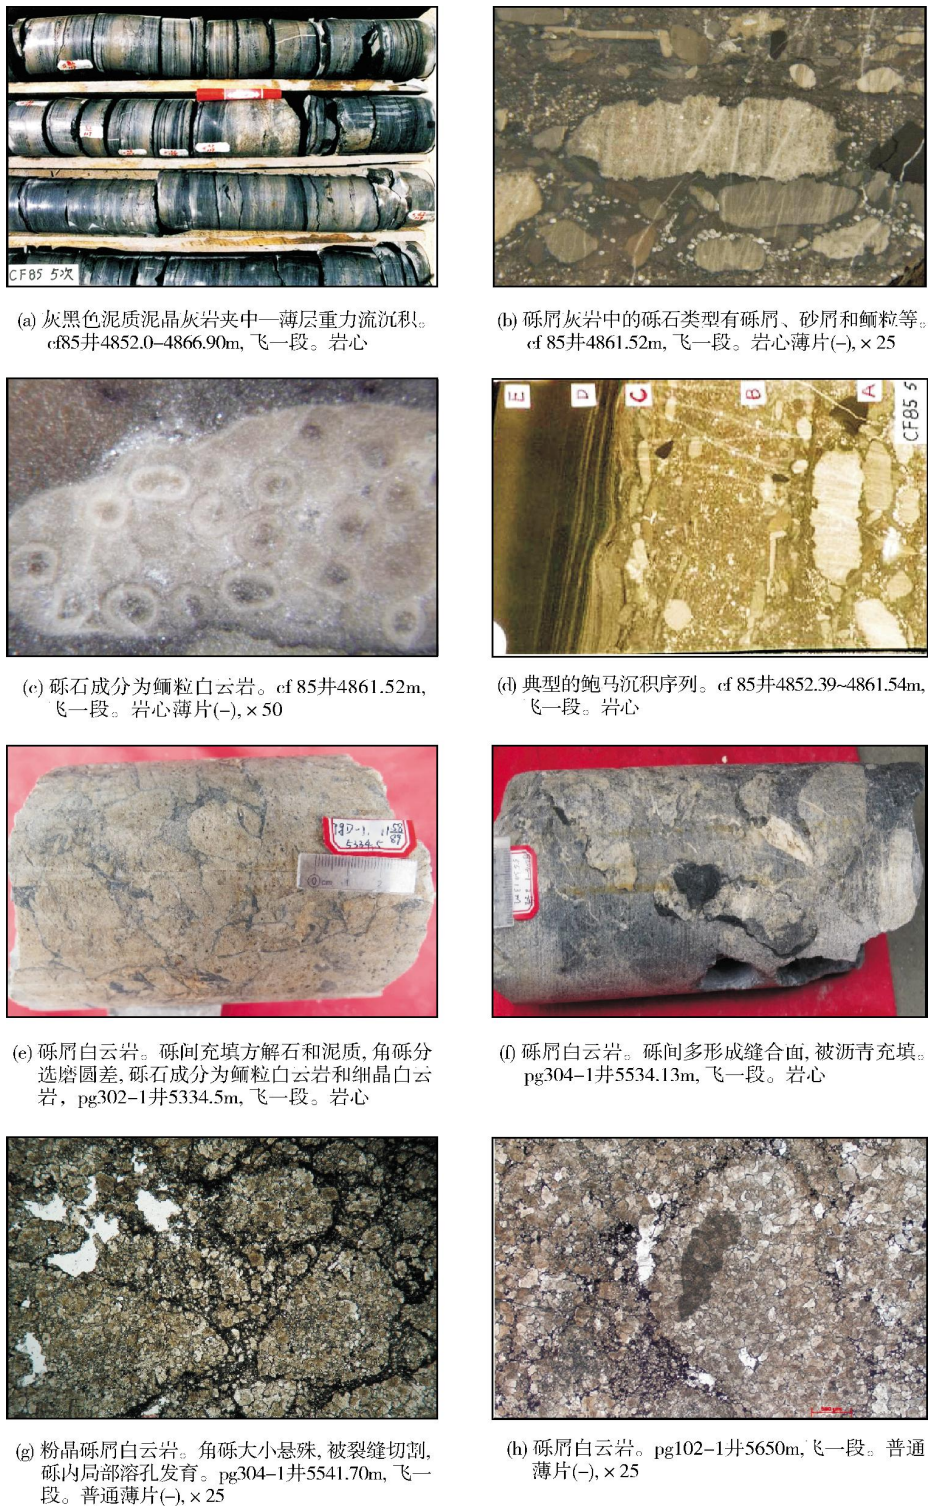 CF85 5次
E
D
C
B
A
CF85 5
(a) 灰黑色泥质泥晶灰岩夹中—薄层重力流沉积。
cf85井4852.0-4866.90m, 飞一段。岩心
(b) 砾屑灰岩中的砾石类型有砾屑、砂屑和鲕粒等。
cf 85井4861.52m, 飞一段。岩心薄片(-), × 25
(c) 砾石成分为鲕粒白云岩。cf 85井4861.52m,
飞一段。岩心薄片(-), × 50
(d) 典型的鲍马沉积序列。cf 85井4852.39~4861.54m,
飞一段。岩心
5334.5
0 cm 1
(e) 砾屑白云岩。砾间充填方解石和泥质, 角砾分
选磨圆差, 砾石成分为鲕粒白云岩和细晶白云
岩, pg302-1井5334.5m, 飞一段。岩心
(f) 砾屑白云岩。砾间多形成缝合面, 被沥青充填。
pg304-1井5534.13m, 飞一段。岩心
(g) 粉晶砾屑白云岩。角砾大小悬殊, 被裂缝切割,
砾内局部溶孔发育。pg304-1井5541.70m, 飞一
段。普通薄片(-), × 25
(h) 砾屑白云岩。pg102-1井5650m,飞一段。普通
薄片(-), × 25